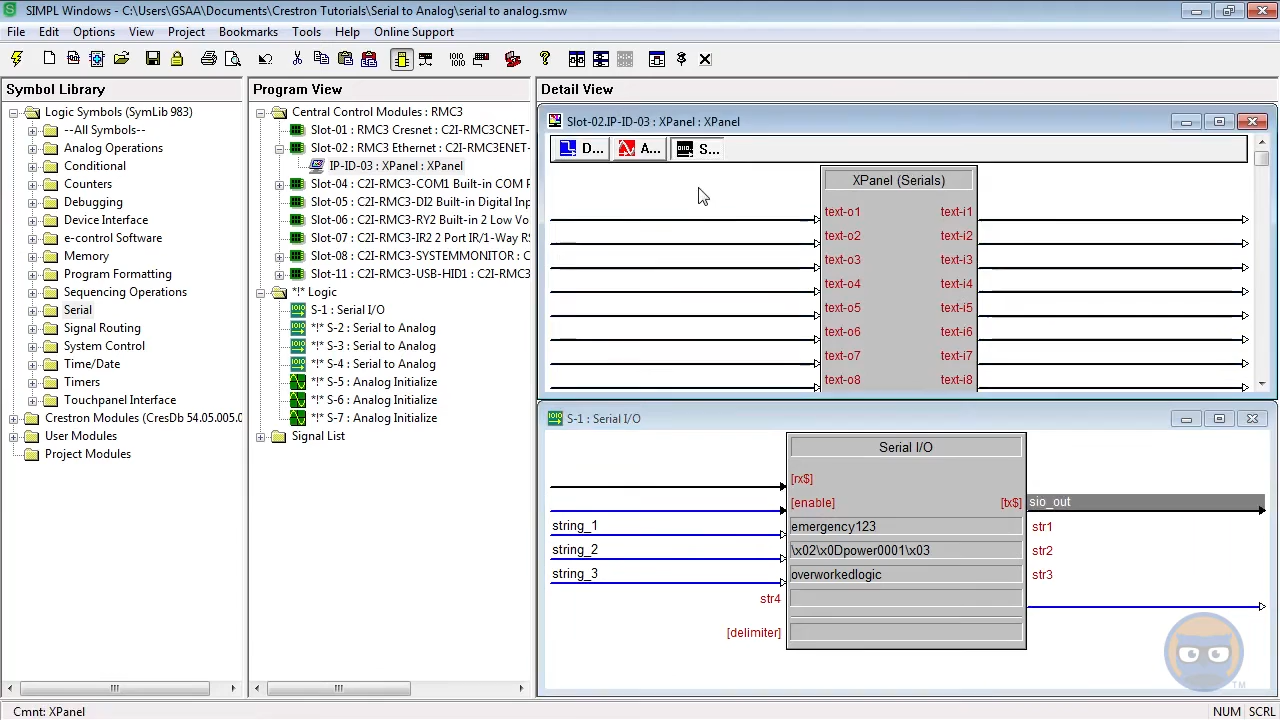 SIMPL Windows - C:\Users\GSAA\Documents\Crestron Tutorials\Serial to Analog\serial to analog.smw
File Edit Options View Project Bookmarks Tools Help Online Support
Symbol Library
Logic Symbols (SymLib 983)
--All Symbols--
Analog Operations
Conditional
Counters
Debugging
Device Interface
e-control Software
Memory
Program Formatting
Sequencing Operations
Serial
Signal Routing
System Control
Time/Date
Timers
Touchpanel Interface
Crestron Modules (CresDb 54.05.005.0
User Modules
Project Modules
Program View
Central Control Modules : RMC3
Slot-01 : RMC3 Cresnet : C2I-RMC3CNET-
Slot-02 : RMC3 Ethernet : C2I-RMC3ENET-
IP-ID-03 : XPanel : XPanel
Slot-04 : C2I-RMC3-COM1 Built-in COM P
Slot-05 : C2I-RMC3-DI2 Built-in Digital Inp
Slot-06 : C2I-RMC3-RY2 Built-in 2 Low Vo
Slot-07 : C2I-RMC3-IR2 2 Port IR/1-Way RS
Slot-08 : C2I-RMC3-SYSTEMMONITOR : C
Slot-11 : C2I-RMC3-USB-HID1 : C2I-RMC3
*!* Logic
S-1 : Serial I/O
*!* S-2 : Serial to Analog
*!* S-3 : Serial to Analog
*!* S-4 : Serial to Analog
*!* S-5 : Analog Initialize
*!* S-6 : Analog Initialize
*!* S-7 : Analog Initialize
Signal List
Detail View
Slot-02.IP-ID-03 : XPanel : XPanel
D... A... S...
XPanel (Serials)
text-o1 text-i1
text-o2 text-i2
text-o3 text-i3
text-o4 text-i4
text-o5 text-i5
text-o6 text-i6
text-o7 text-i7
text-o8 text-i8
S-1 : Serial I/O
Serial I/O
[rx$]
[enable] [tx$] sio_out
string_1 emergency123 str1
string_2 \x02\x0Dpower0001\x03 str2
string_3 overworkedlogic str3
str4
[delimiter]
TM
Cmnt: XPanel
NUM SCRL